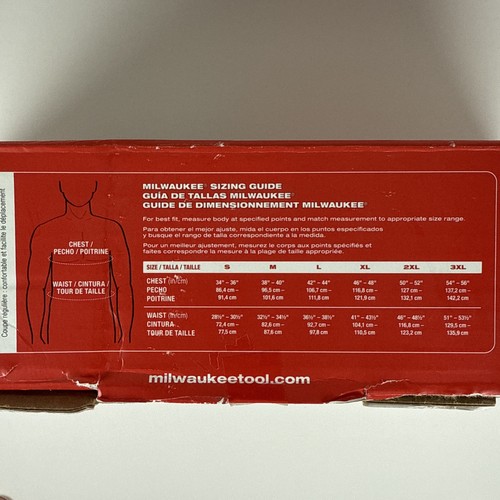 Coupe régulière : confortable et facilite le déplacement
CHEST /
PECHO / POITRINE
WAIST / CINTURA /
TOUR DE TAILLE
MILWAUKEE® SIZING GUIDE
GUÍA DE TALLAS MILWAUKEE®
GUIDE DE DIMENSIONNEMENT MILWAUKEE®
For best fit, measure body at specified points and match measurement to appropriate size range.
Para obtener el mejor ajuste, mida el cuerpo en los puntos especificados
y busque el rango de talla correspondiente a la medida.
Pour un meilleur ajustement, mesurez le corps aux points spécifiés et
faites correspondre la mesure à la plage de taille appropriée.
SIZE / TALLA / TAILLE S M L XL 2XL 3XL
CHEST (in/cm) 34" – 36" 38" – 40" 42" – 44" 46" – 48" 50" – 52" 54" – 56"
PECHO 86,4 cm – 96,5 cm – 106,7 cm – 116,8 cm – 127 cm – 137,2 cm –
POITRINE 91,4 cm 101,6 cm 111,8 cm 121,9 cm 132,1 cm 142,2 cm
WAIST (in/cm) 28½" – 30½" 32½" – 34½" 36½" – 38½" 41" – 43½" 46" – 48½" 51" – 53½"
CINTURA 72,4 cm – 82,6 cm – 92,7 cm – 104,1 cm – 116,8 cm – 129,5 cm –
TOUR DE TAILLE 77,5 cm 87,6 cm 97,8 cm 110,5 cm 123,2 cm 135,9 cm
milwaukeetool.com